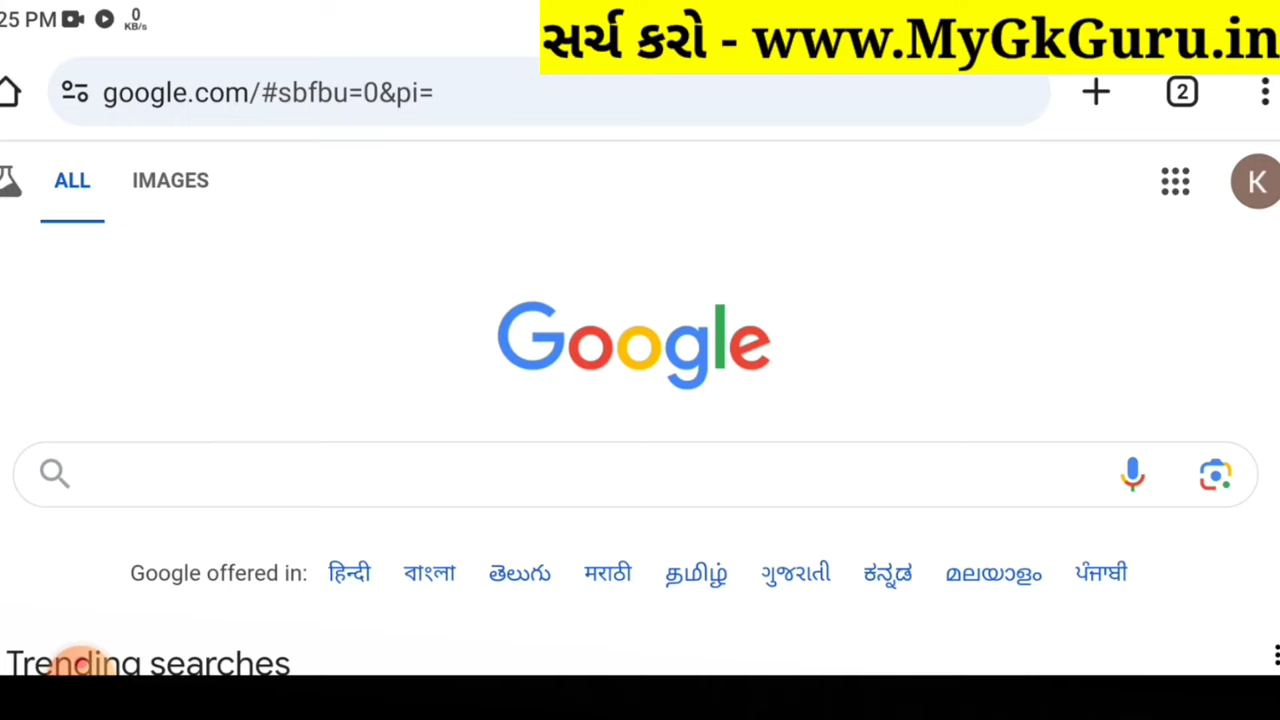 25 PM 0 KB/s
સર્ચ કરો - www.MyGkGuru.in
google.com/#sbfbu=0&pi=
2
ALL IMAGES
K
Google
Google offered in: हिन्दी বাংলা తెలుగు मराठी தமிழ் ગુજરાતી ಕನ್ನಡ മലയാളം ਪੰਜਾਬੀ
Trending searches